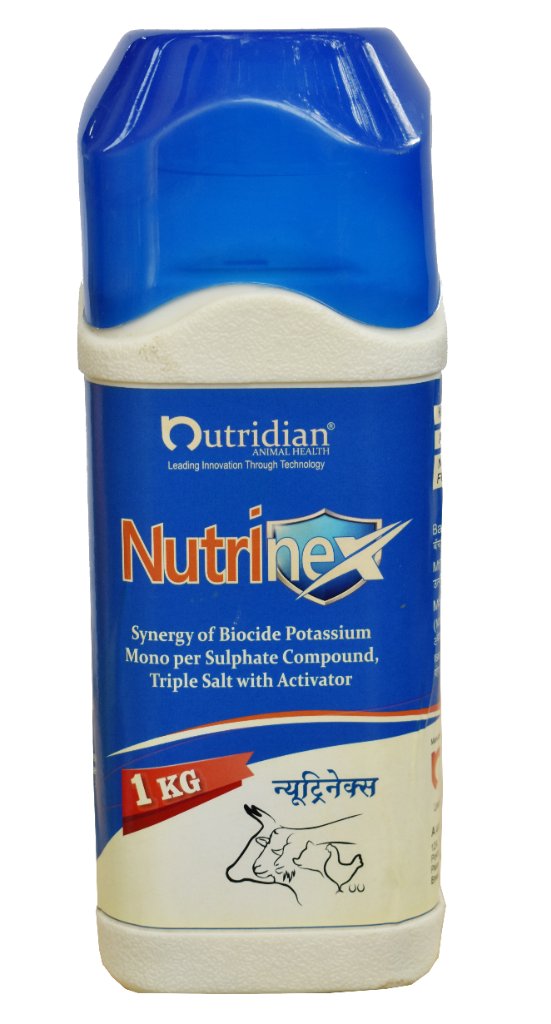 nutridian®
ANIMAL HEALTH
Leading Innovation Through Technology
Nutrinex
Synergy of Biocide Potassium
Mono per Sulphate Compound,
Triple Salt with Activator
1 KG
न्यूट्रिनेक्स